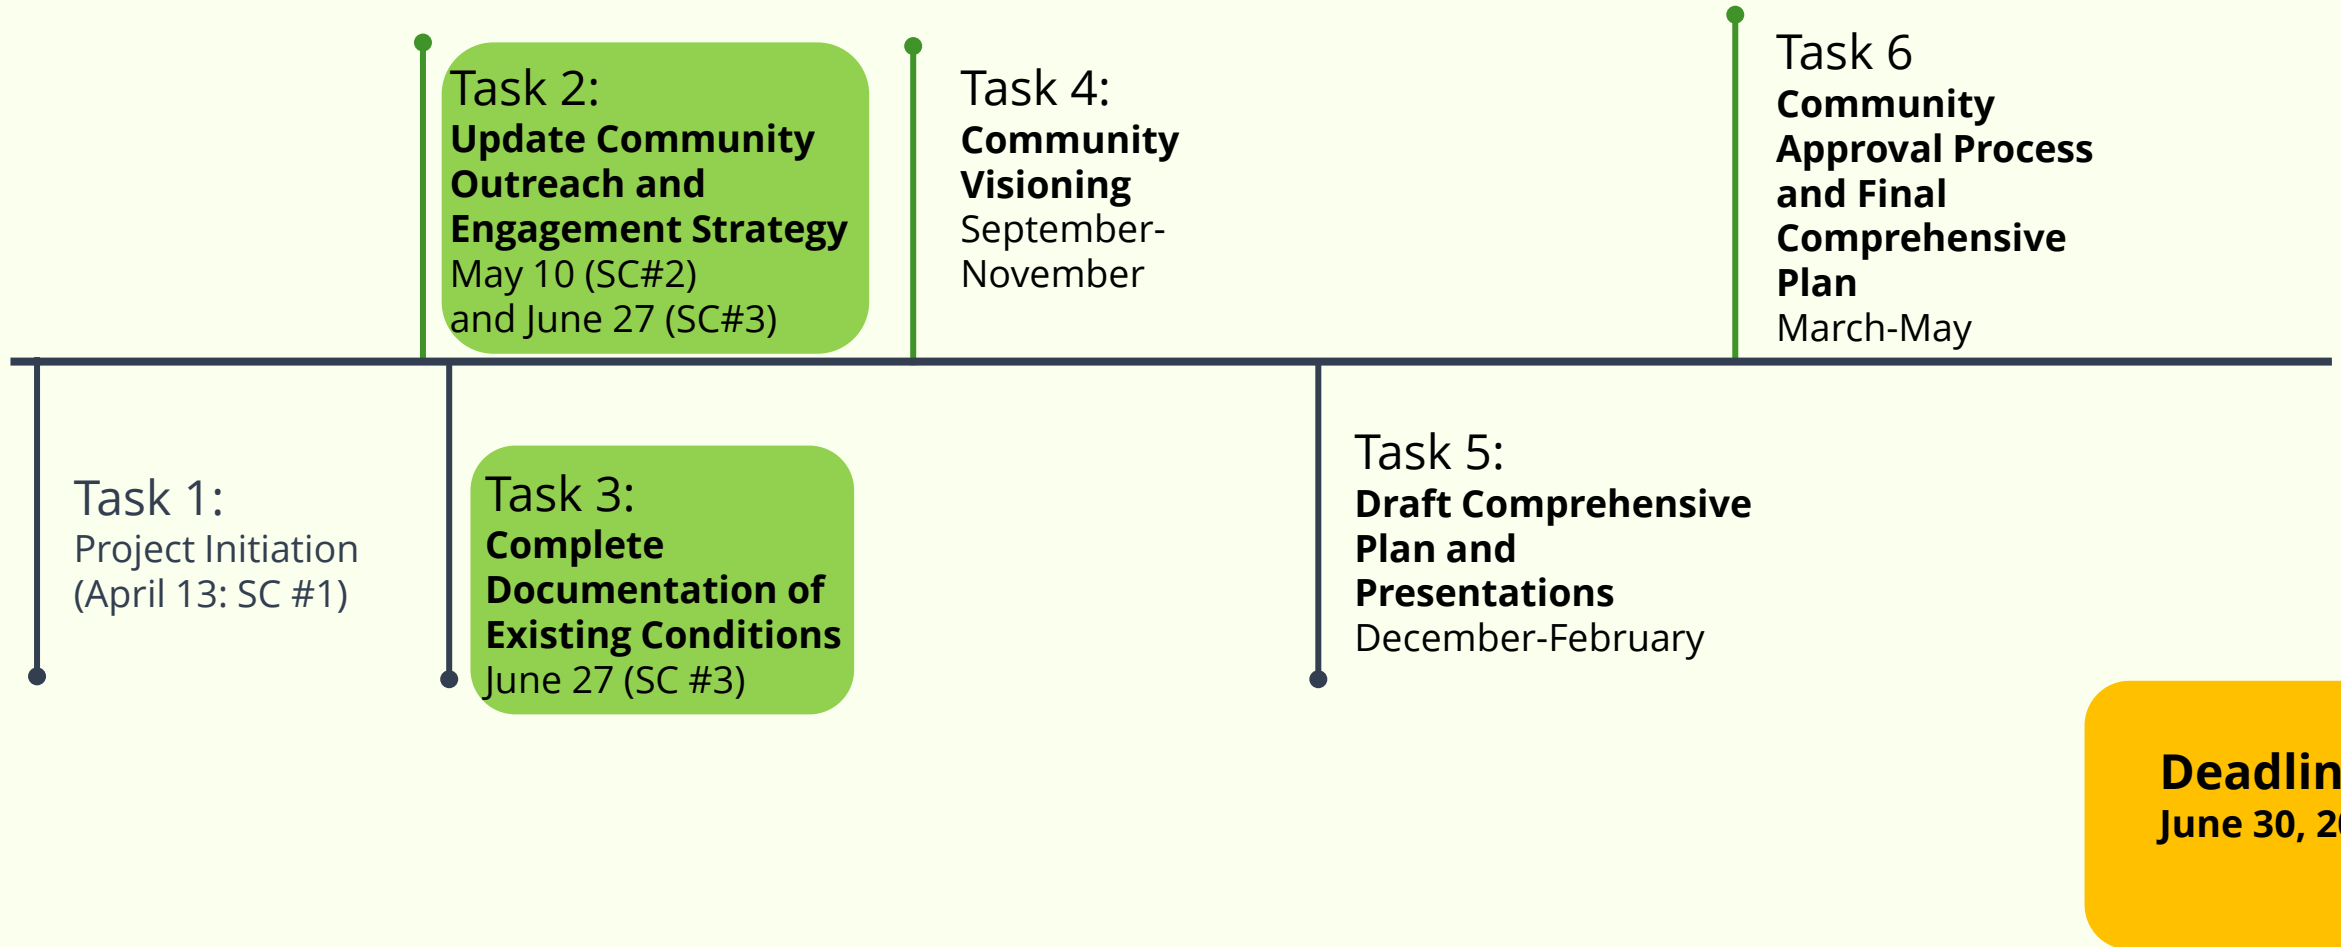 Task 1:
Project Initiation
(April 13: SC #1)
Task 2:
Update Community
Outreach and
Engagement Strategy
May 10 (SC#2)
and June 27 (SC#3)
Task 3:
Complete
Documentation of
Existing Conditions
June 27 (SC #3)
Task 4:
Community
Visioning
September-
November
Task 5:
Draft Comprehensive
Plan and
Presentations
December-February
Task 6
Community
Approval Process
and Final
Comprehensive
Plan
March-May
June 30,